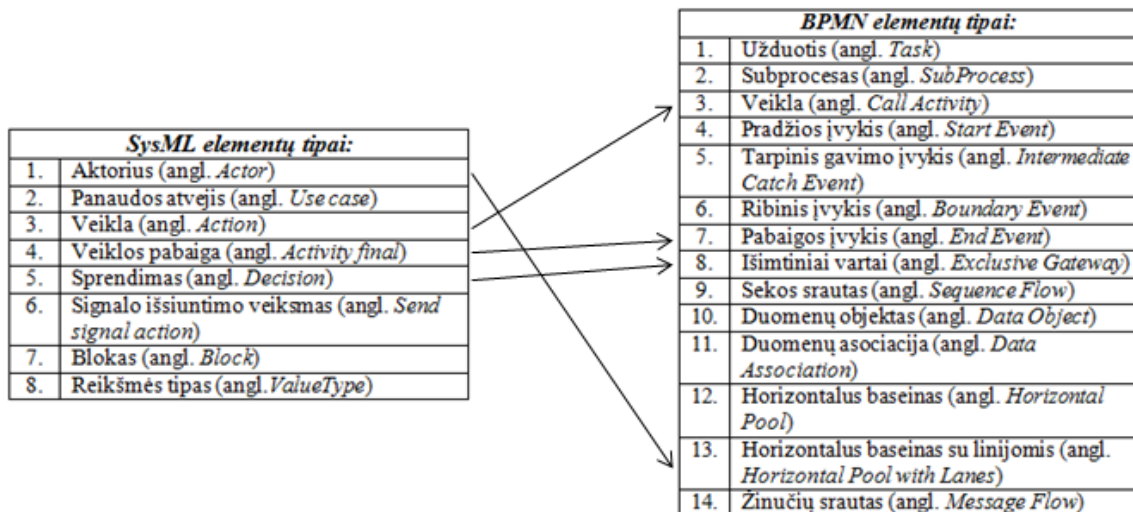 SysML elementų tipai:
1. Aktorius (angl. Actor)
2. Panaudos atvejis (angl. Use case)
3. Veikla (angl. Action)
4. Veiklos pabaiga (angl. Activity final)
5. Sprendimas (angl. Decision)
6. Signalo išsiuntimo veiksmas (angl. Send
signal action)
7. Blokas (angl. Block)
8. Reikšmės tipas (angl.ValueType)
BPMN elementų tipai:
1. Užduotis (angl. Task)
2. Subprocesas (angl. SubProcess)
3. Veikla (angl. Call Activity)
4. Pradžios įvykis (angl. Start Event)
5. Tarpinis gavimo įvykis (angl. Intermediate
Catch Event)
6. Ribinis įvykis (angl. Boundary Event)
7. Pabaigos įvykis (angl. End Event)
8. Išimtiniai vartai (angl. Exclusive Gateway)
9. Sekos srautas (angl. Sequence Flow)
10. Duomenų objektas (angl. Data Object)
11. Duomenų asociacija (angl. Data
Association)
12. Horizontalus baseinas (angl. Horizontal
Pool)
13. Horizontalus baseinas su linijomis (angl.
Horizontal Pool with Lanes)
14. Žinučių srautas (angl. Message Flow)